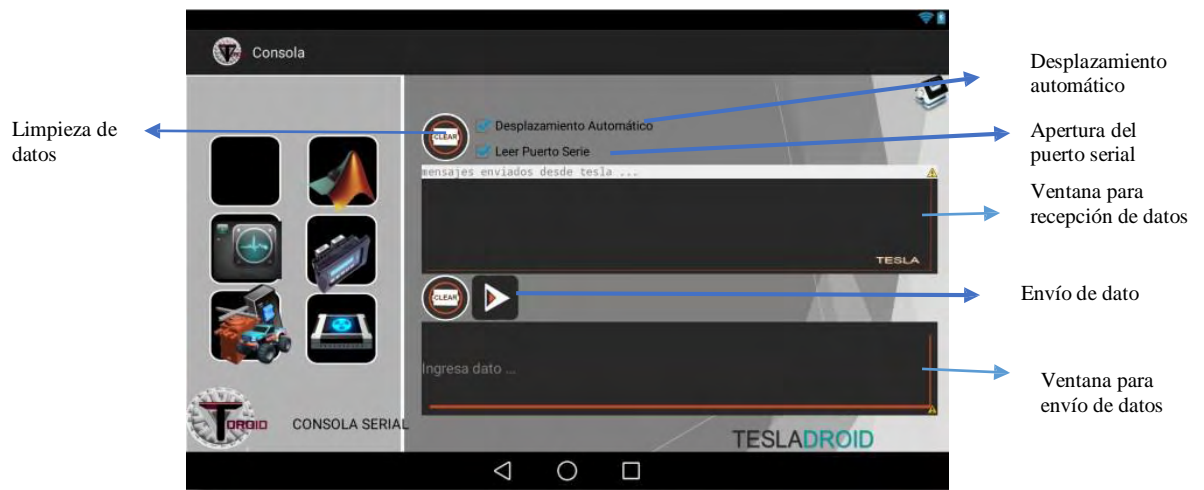 Consola
Desplazamiento
automático
Limpieza de
datos
CLEAR
Desplazamiento Automático
Leer Puerto Serie
Apertura del
puerto serial
mensajes enviados desde tesla ...
Ventana para
recepción de datos
TESLA
CLEAR
Envío de dato
Ingresa dato ...
Ventana para
envío de datos
TOROID
CONSOLA SERIAL
TESLADROID